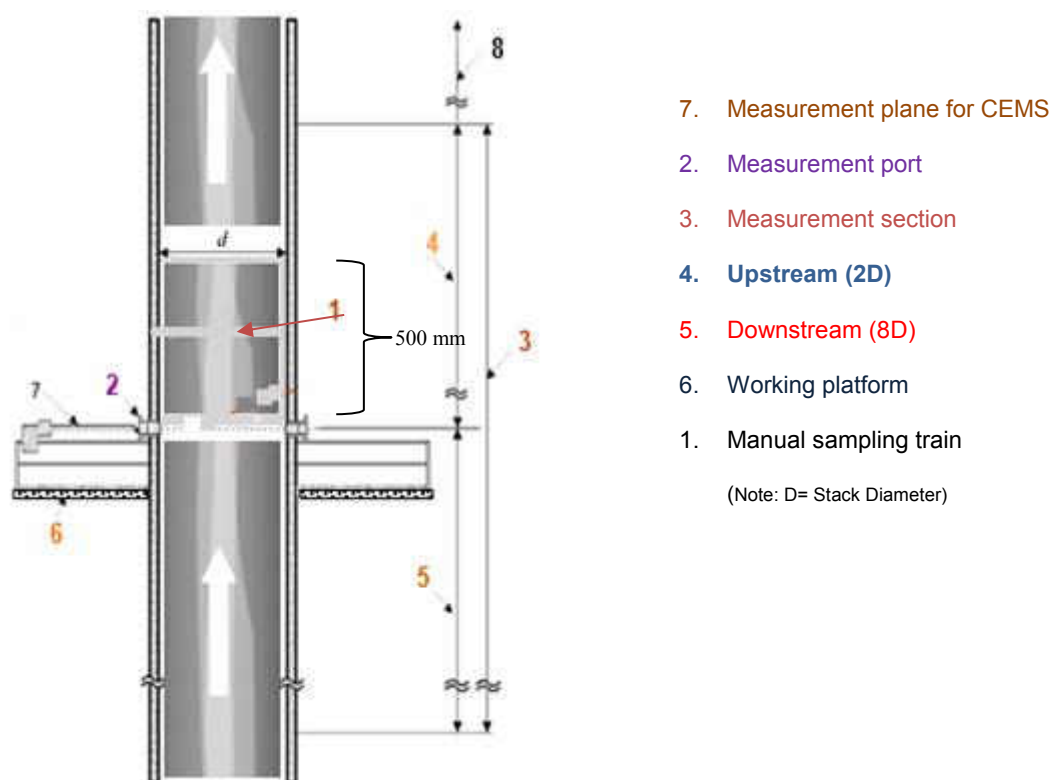 8
d
4
1
500 mm
3
2
7
6
5
7. Measurement plane for CEMS
2. Measurement port
3. Measurement section
4. Upstream (2D)
5. Downstream (8D)
6. Working platform
1. Manual sampling train
(Note: D= Stack Diameter)